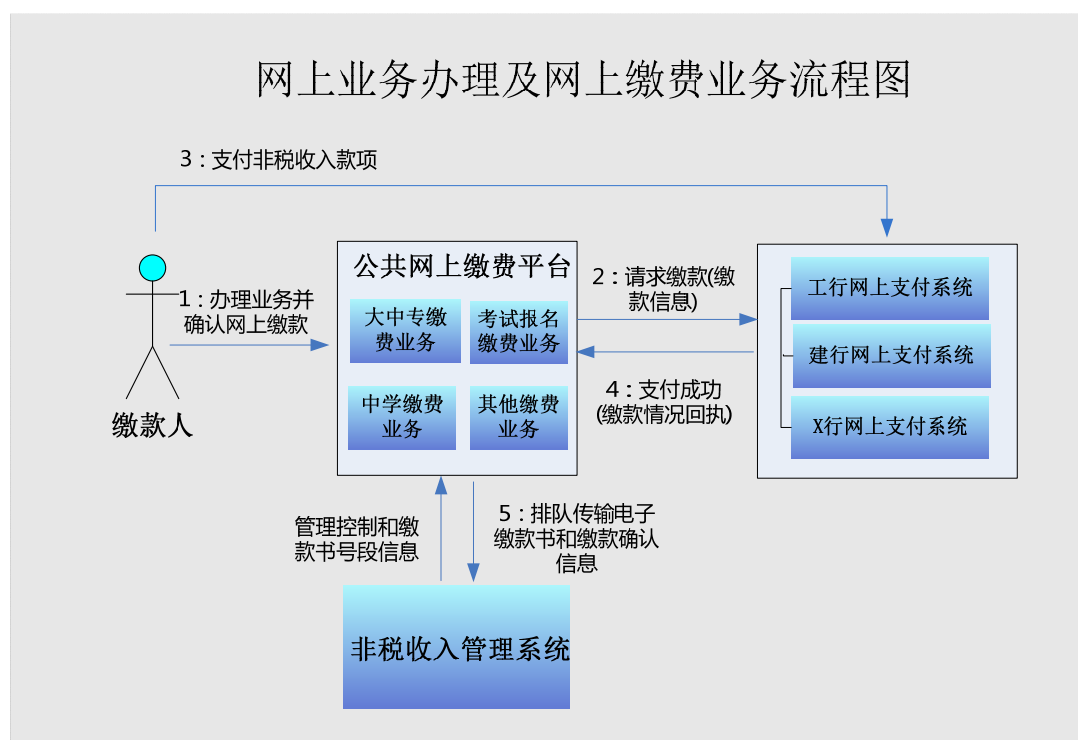 网上业务办理及网上缴费业务流程图
3：支付非税收入款项
公共网上缴费平台
大中专缴
费业务
考试报名
缴费业务
中学缴费
业务
其他缴费
业务
1：办理业务并
确认网上缴款
缴款人
2：请求缴款(缴
款信息)
4：支付成功
(缴款情况回执)
工行网上支付系统
建行网上支付系统
X行网上支付系统
管理控制和缴
款书号段信息
5：排队传输电子
缴款书和缴款确认
信息
非税收入管理系统